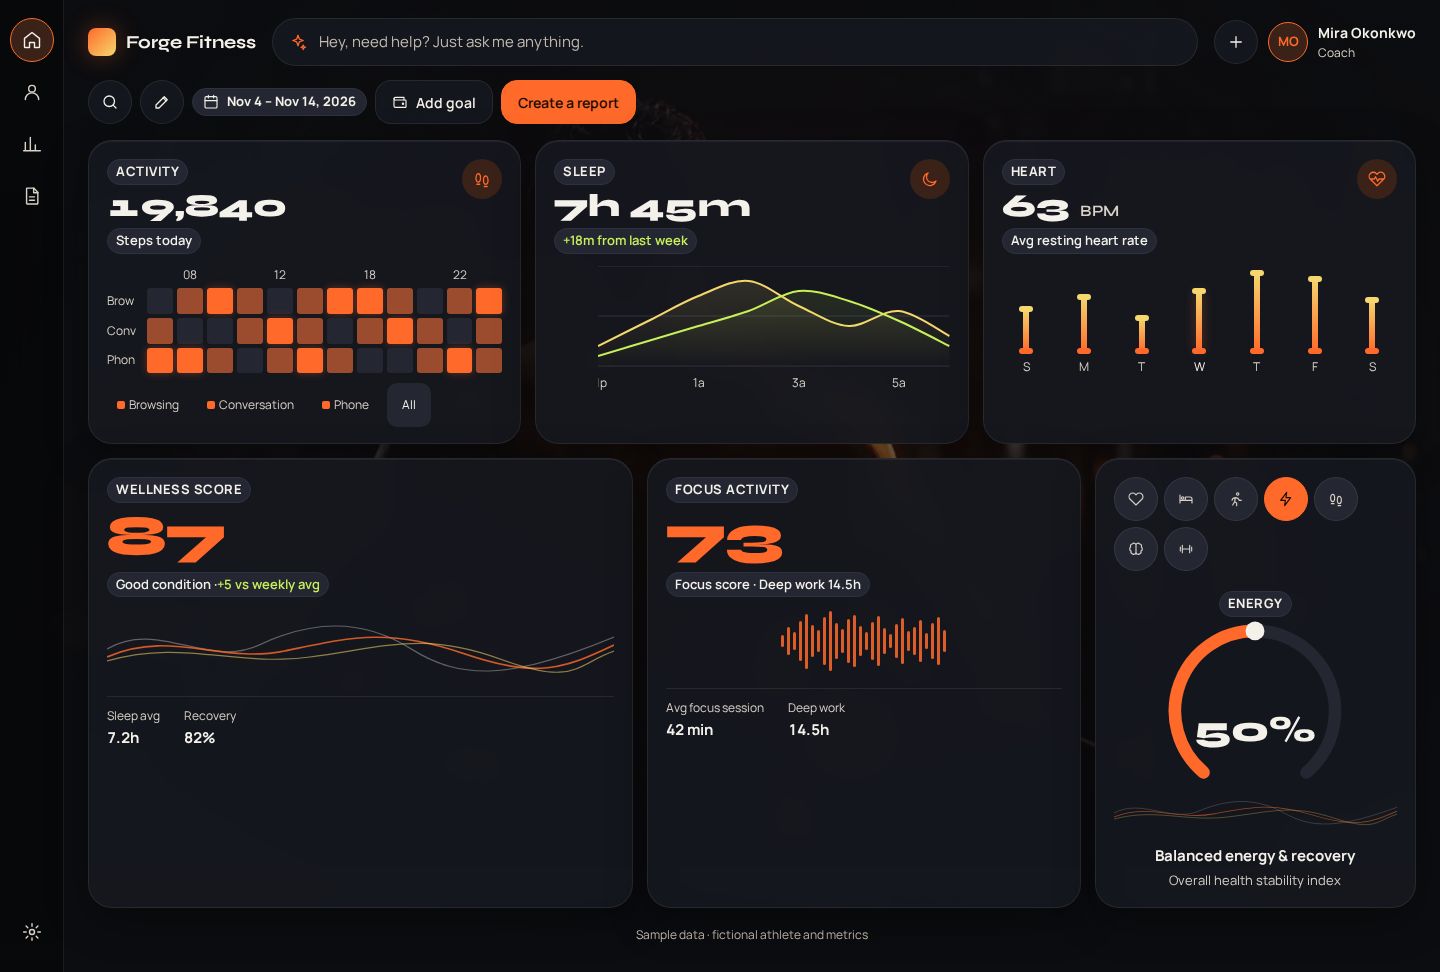 Forge Fitness
Hey, need help? Just ask me anything.
MO
Mira Okonkwo
Coach
Nov 4 – Nov 14, 2026
Add goal
Create a report
ACTIVITY
19,840
Steps today
08 12 18 22
Brow
Conv
Phon
Browsing Conversation Phone All
SLEEP
7h 45m
+18m from last week
1a 3a 5a
HEART
63 BPM
Avg resting heart rate
S M T W T F S
WELLNESS SCORE
87
Good condition · +5 vs weekly avg
Sleep avg Recovery
7.2h 82%
FOCUS ACTIVITY
73
Focus score · Deep work 14.5h
Avg focus session Deep work
42 min 14.5h
ENERGY
50%
Balanced energy & recovery
Overall health stability index
Sample data · fictional athlete and metrics